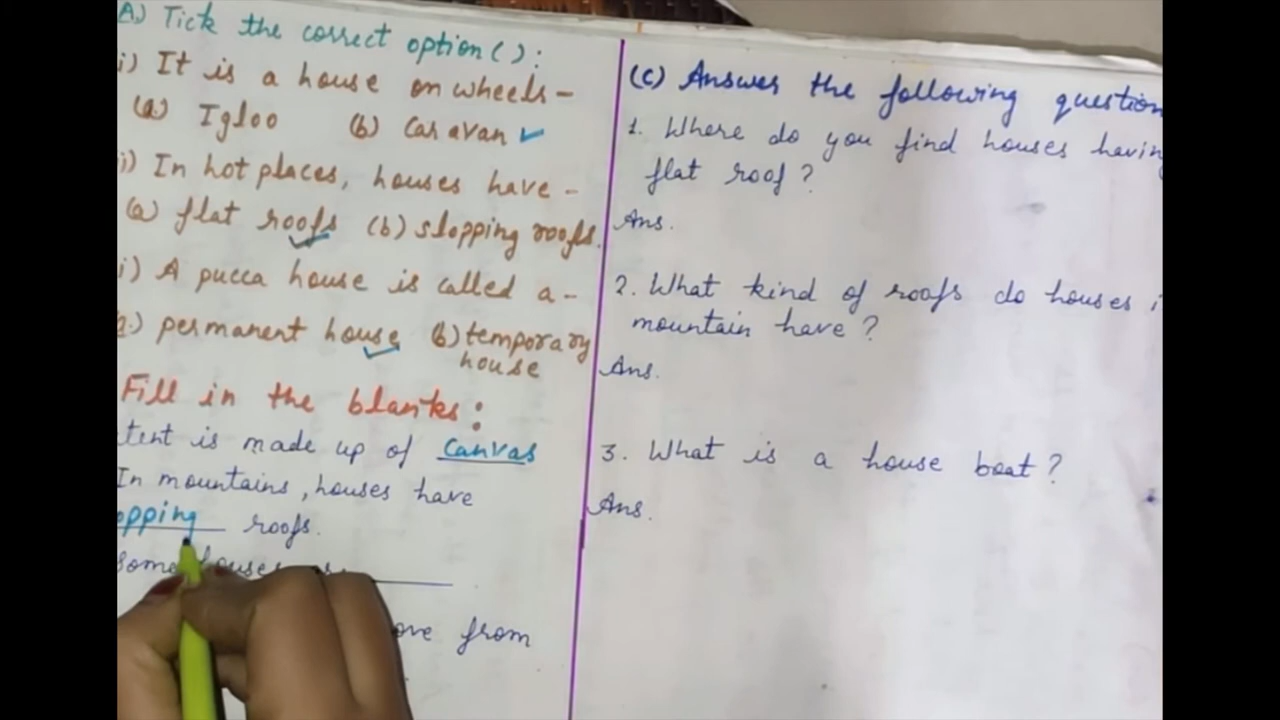 A) Tick the correct option( ):
i) It is a house on wheels-
(a) Igloo (b) Caravan ✓
i) In hot places, houses have -
(a) flat roofs ✓ (b) slopping roofs.
i) A pucca house is called a-
a.) permanent house ✓ (b) temporary
house
Fill in the blanks:
tent is made up of canvas
In mountains, houses have
opping roofs.
some houses
ove from
(C) Answer the following question
1. Where do you find houses havin
flat roof?
Ans.
2. What kind of roofs do houses i
mountain have?
Ans.
3. What is a house boat?
Ans.